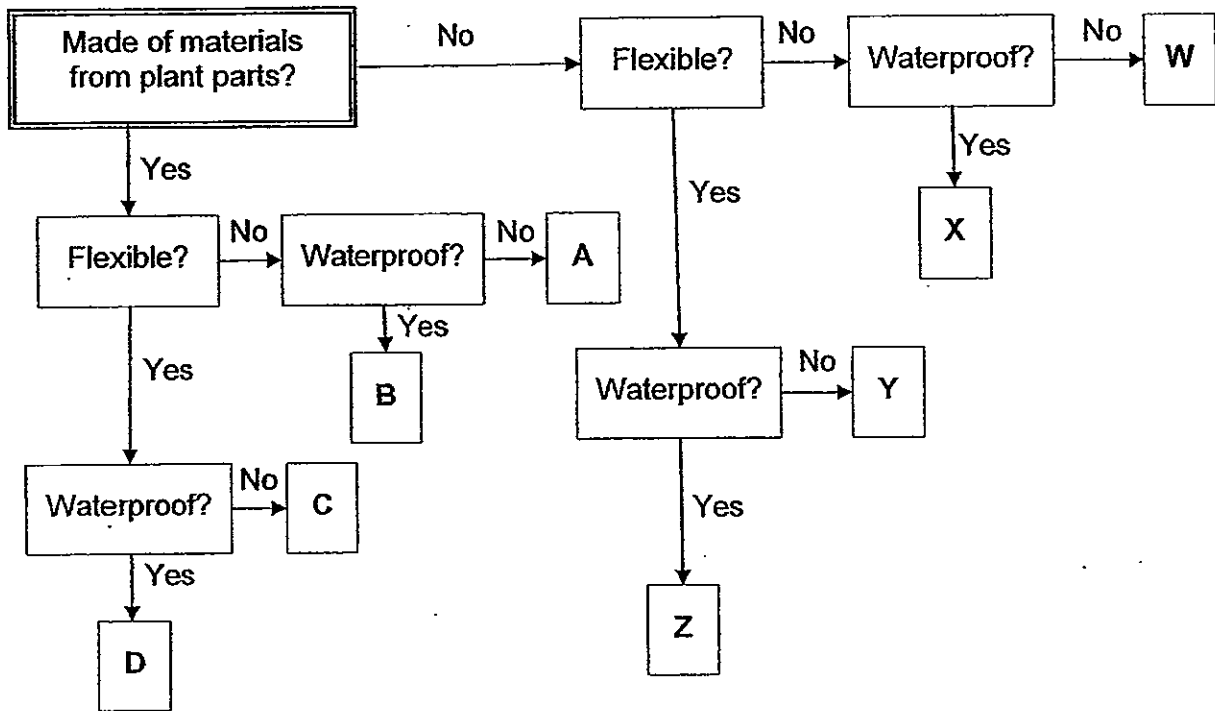 Made of materials
from plant parts?
No
Flexible?
No
Waterproof?
No
W
Yes
Yes
Yes
X
Flexible?
No
Waterproof?
No
A
Yes
Yes
B
Waterproof?
No
Y
Waterproof?
No
C
Yes
Yes
D
Z